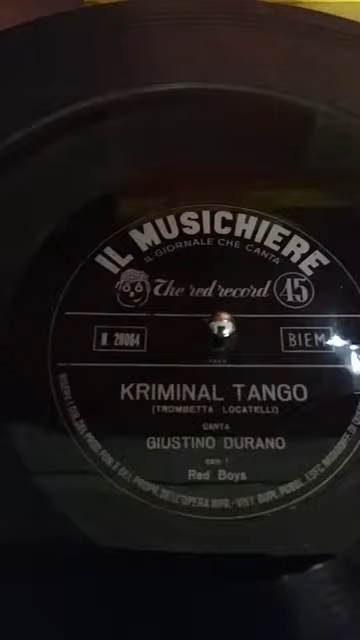 IL MUSICHIERE
IL GIORNALE CHE CANTA
The red record 45
N. 20064
BIEM
KRIMINAL TANGO
(TROMBETTA LOCATELLI)
CANTA
GIUSTINO DURANO
con i
Red Boys